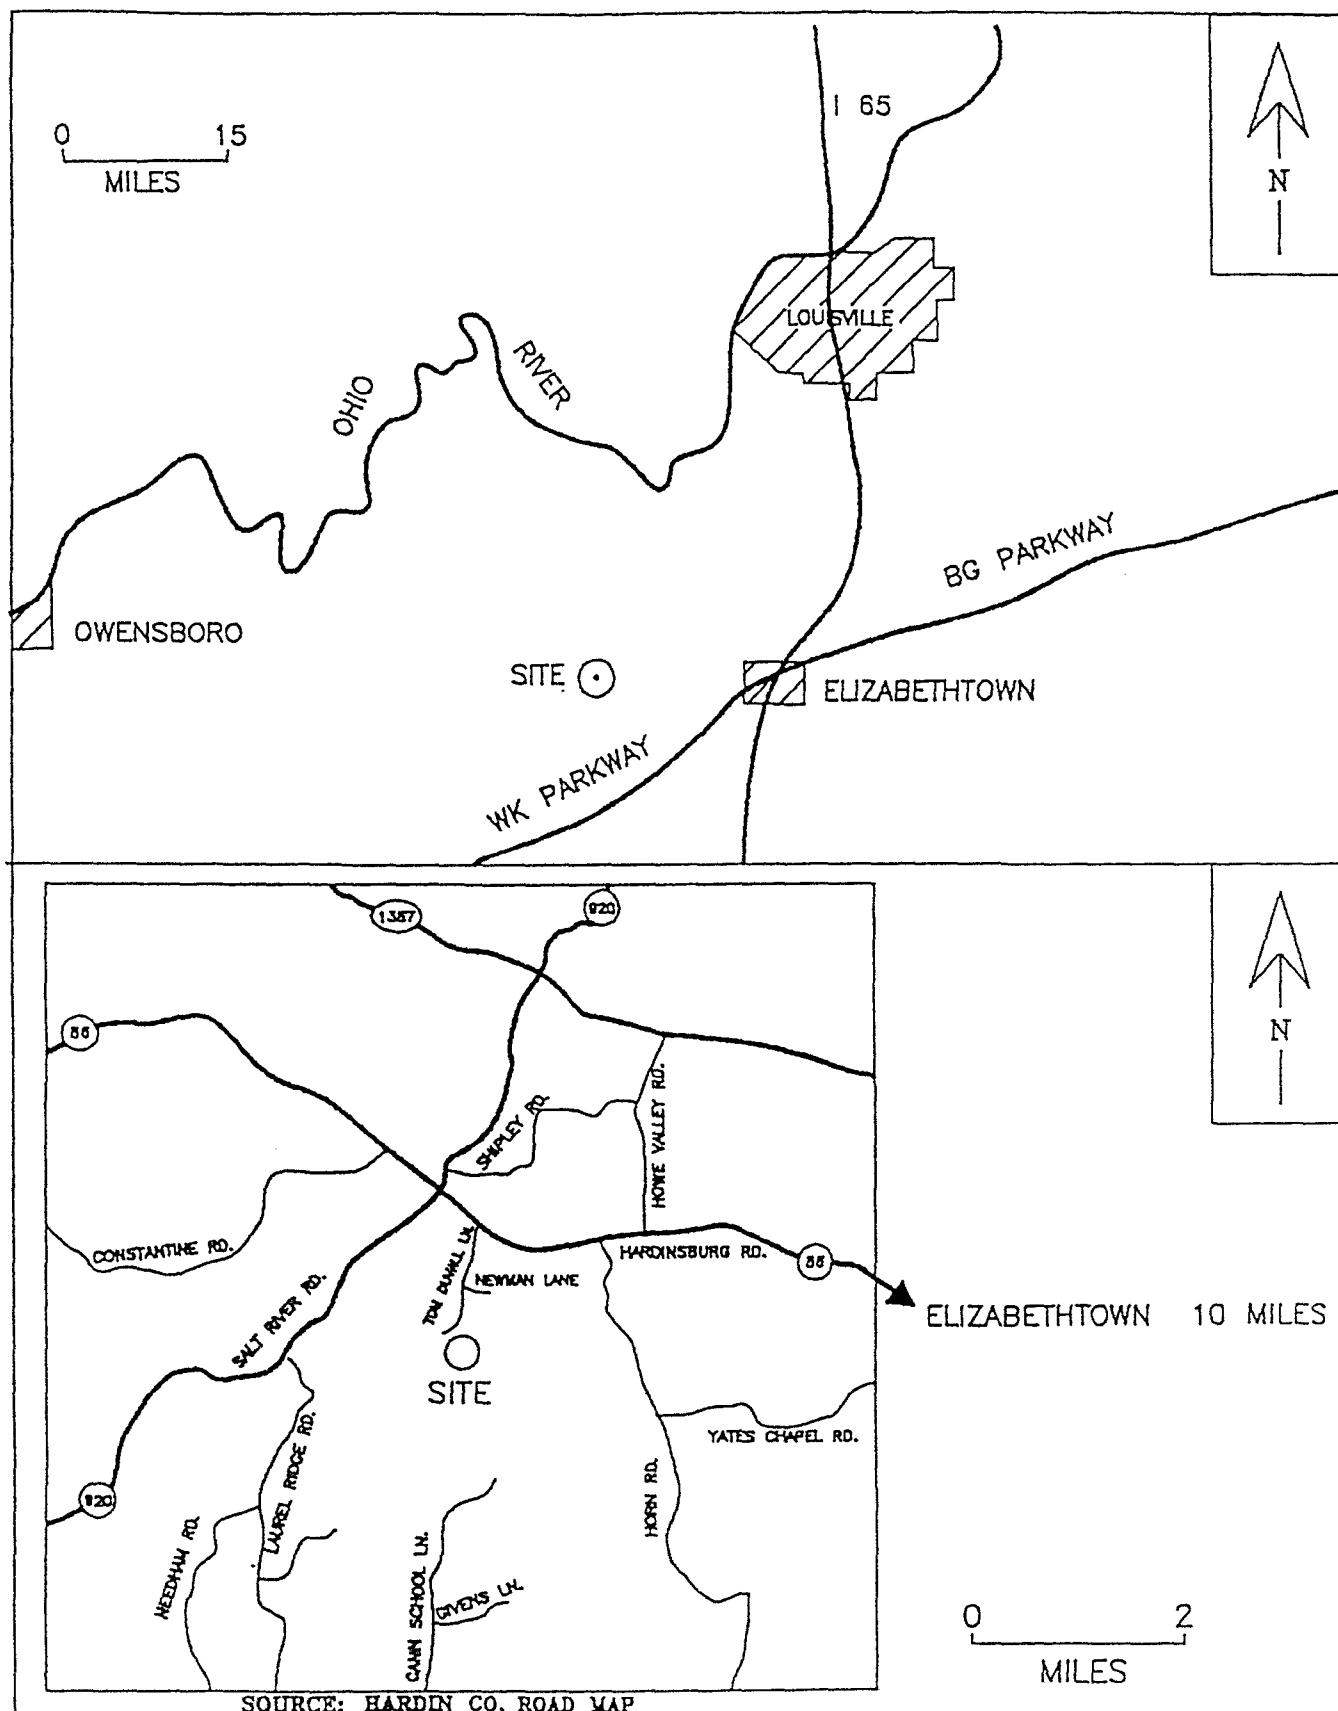 I 65
0 15
MILES
N
LOUISVILLE
OHIO
RIVER
BG PARKWAY
OWENSBORO
SITE
ELIZABETHTOWN
WK PARKWAY
1357
920
86
N
SHIPLEY RD.
HOWE VALLEY RD.
CONSTANTINE RD.
TOM DUVALL LN.
HARDINSBURG RD.
86
NEWMAN LANE
SALT RIVER RD.
ELIZABETHTOWN 10 MILES
SITE
LAUREL RIDGE RD.
YATES CHAPEL RD.
920
HORN RD.
NEEDHAM RD.
CANN SCHOOL LN.
GIVENS LN.
0 2
MILES
SOURCE: HARDIN CO. ROAD MAP